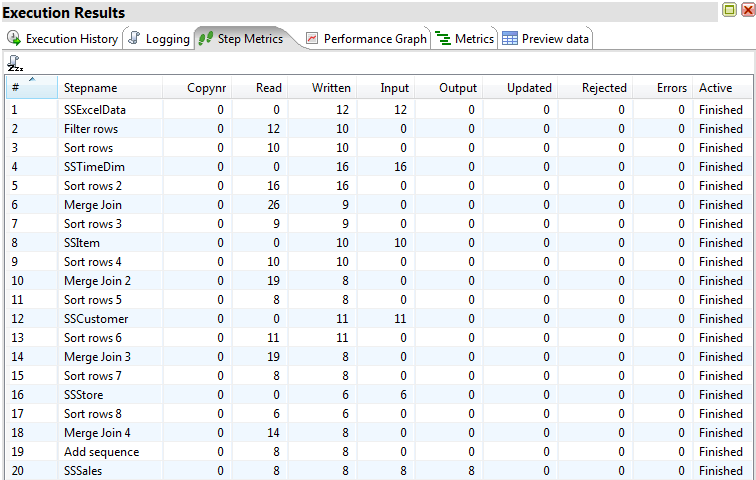 Execution Results
Execution History Logging Step Metrics Performance Graph Metrics Preview data
# Stepname Copynr Read Written Input Output Updated Rejected Errors Active
1 SSExcelData 0 0 12 12 0 0 0 0 Finished
2 Filter rows 0 12 10 0 0 0 0 0 Finished
3 Sort rows 0 10 10 0 0 0 0 0 Finished
4 SSTimeDim 0 0 16 16 0 0 0 0 Finished
5 Sort rows 2 0 16 16 0 0 0 0 0 Finished
6 Merge Join 0 26 9 0 0 0 0 0 Finished
7 Sort rows 3 0 9 9 0 0 0 0 0 Finished
8 SSItem 0 0 10 10 0 0 0 0 Finished
9 Sort rows 4 0 10 10 0 0 0 0 0 Finished
10 Merge Join 2 0 19 8 0 0 0 0 0 Finished
11 Sort rows 5 0 8 8 0 0 0 0 0 Finished
12 SSCustomer 0 0 11 11 0 0 0 0 Finished
13 Sort rows 6 0 11 11 0 0 0 0 0 Finished
14 Merge Join 3 0 19 8 0 0 0 0 0 Finished
15 Sort rows 7 0 8 8 0 0 0 0 0 Finished
16 SSStore 0 0 6 6 0 0 0 0 Finished
17 Sort rows 8 0 6 6 0 0 0 0 0 Finished
18 Merge Join 4 0 14 8 0 0 0 0 0 Finished
19 Add sequence 0 8 8 0 0 0 0 0 Finished
20 SSSales 0 8 8 8 8 0 0 0 Finished